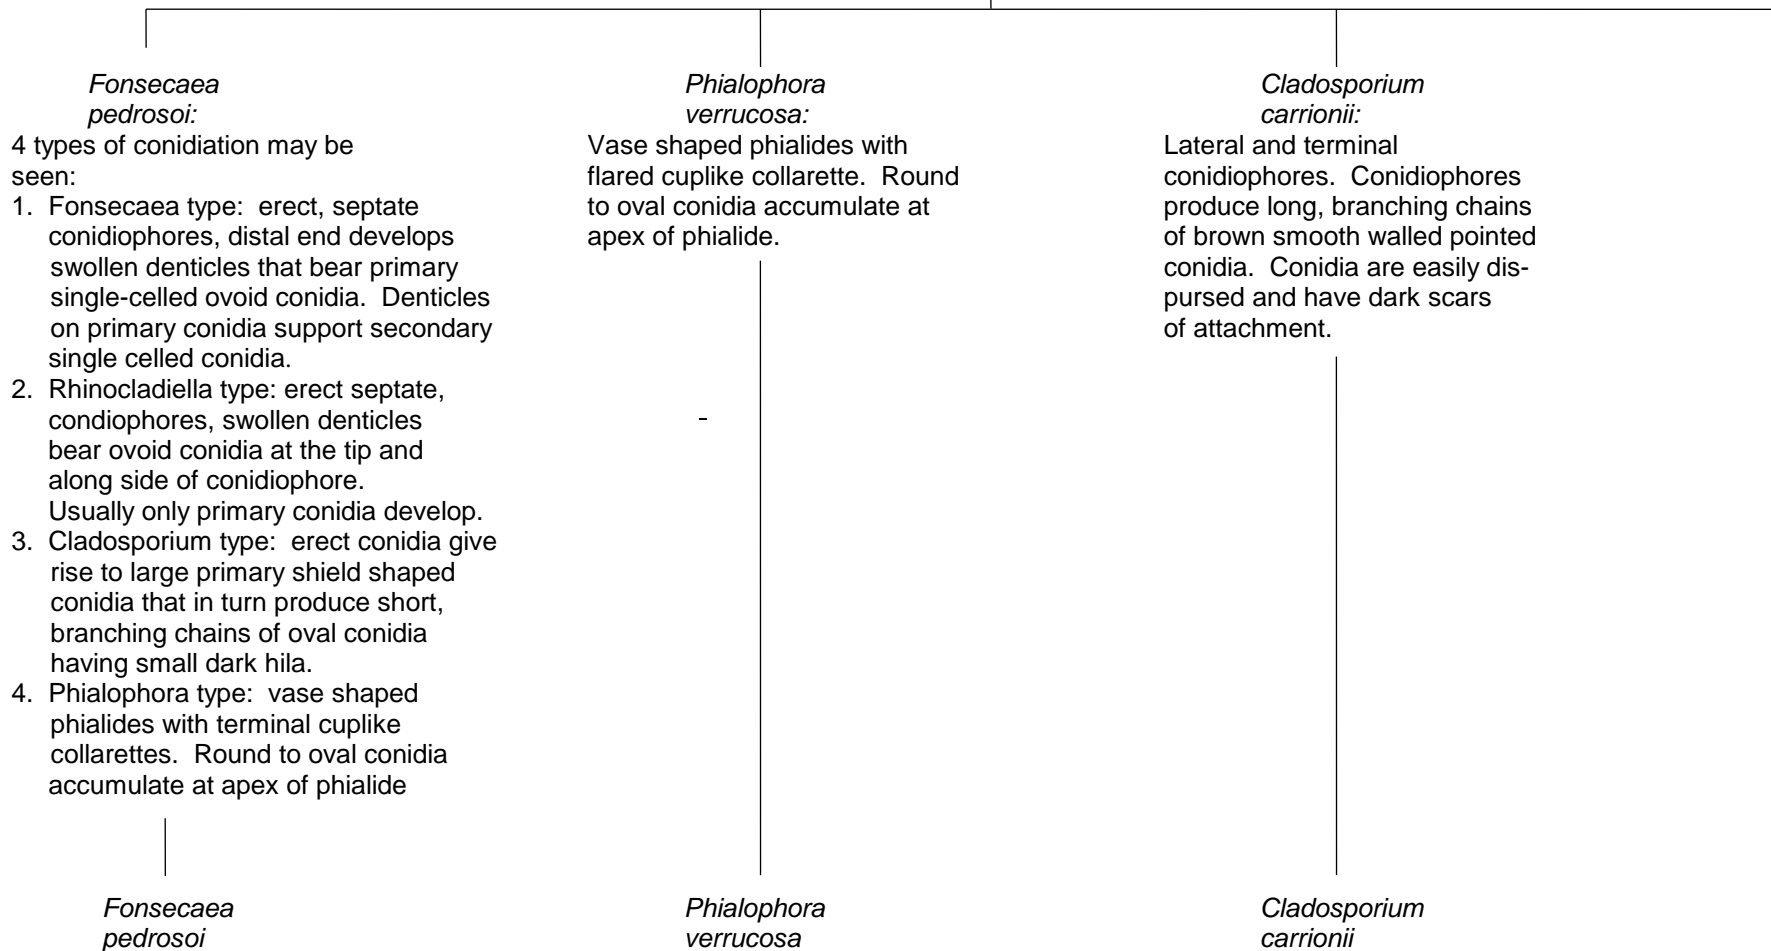 Fonsecaea
pedrosoi:
4 types of conidiation may be
seen:
1. Fonsecaea type: erect, septate
conidiophores, distal end develops
swollen denticles that bear primary
single-celled ovoid conidia. Denticles
on primary conidia support secondary
single celled conidia.
2. Rhinocladiella type: erect septate,
condiophores, swollen denticles
bear ovoid conidia at the tip and
along side of conidiophore.
Usually only primary conidia develop.
3. Cladosporium type: erect conidia give
rise to large primary shield shaped
conidia that in turn produce short,
branching chains of oval conidia
having small dark hila.
4. Phialophora type: vase shaped
phialides with terminal cuplike
collarettes. Round to oval conidia
accumulate at apex of phialide
Fonsecaea
pedrosoi
Phialophora
verrucosa:
Vase shaped phialides with
flared cuplike collarette. Round
to oval conidia accumulate at
apex of phialide.
-
Phialophora
verrucosa
Cladosporium
carrionii:
Lateral and terminal
conidiophores. Conidiophores
produce long, branching chains
of brown smooth walled pointed
conidia. Conidia are easily dis-
pursed and have dark scars
of attachment.
Cladosporium
carrionii